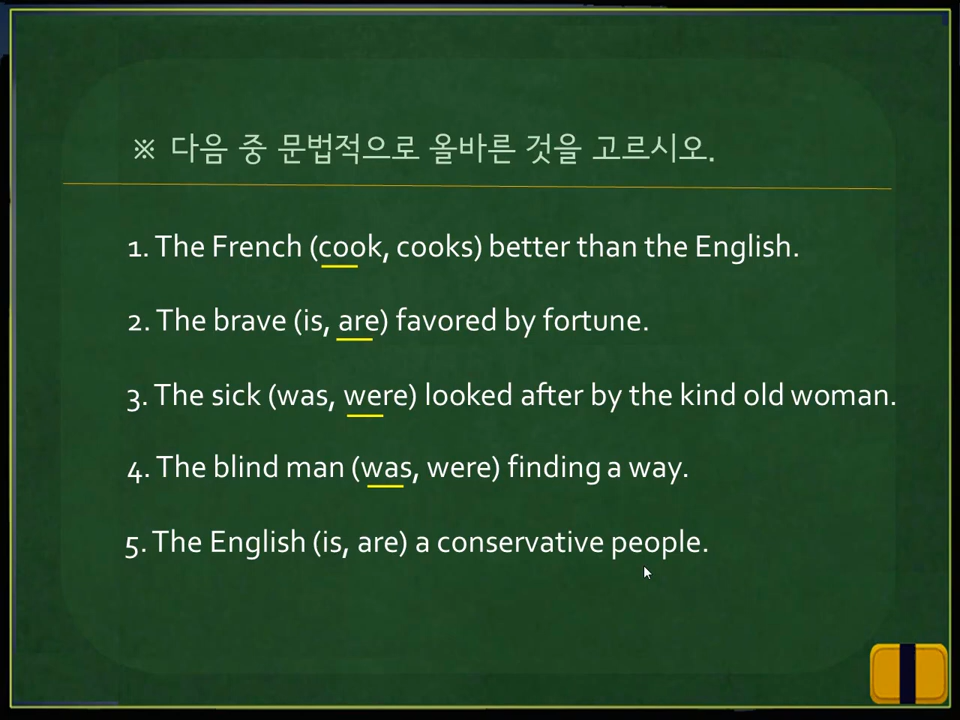 ※ 다음 중 문법적으로 올바른 것을 고르시오.
1. The French (cook, cooks) better than the English.
2. The brave (is, are) favored by fortune.
3. The sick (was, were) looked after by the kind old woman.
4. The blind man (was, were) finding a way.
5. The English (is, are) a conservative people.